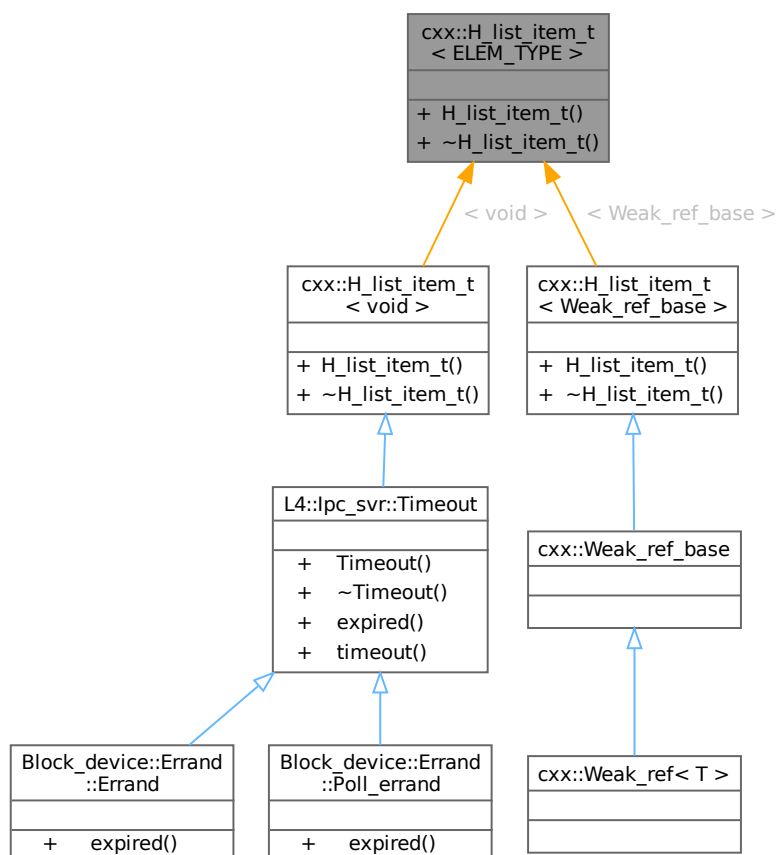 cxx::H_list_item_t
< ELEM_TYPE >
+ H_list_item_t()
+ ~H_list_item_t()
< void >
< Weak_ref_base >
cxx::H_list_item_t
< void >
+ H_list_item_t()
+ ~H_list_item_t()
cxx::H_list_item_t
< Weak_ref_base >
+ H_list_item_t()
+ ~H_list_item_t()
L4::Ipc_svr::Timeout
+ Timeout()
+ ~Timeout()
+ expired()
+ timeout()
cxx::Weak_ref_base
Block_device::Errand
::Errand
+ expired()
Block_device::Errand
::Poll_errand
+ expired()
cxx::Weak_ref< T >